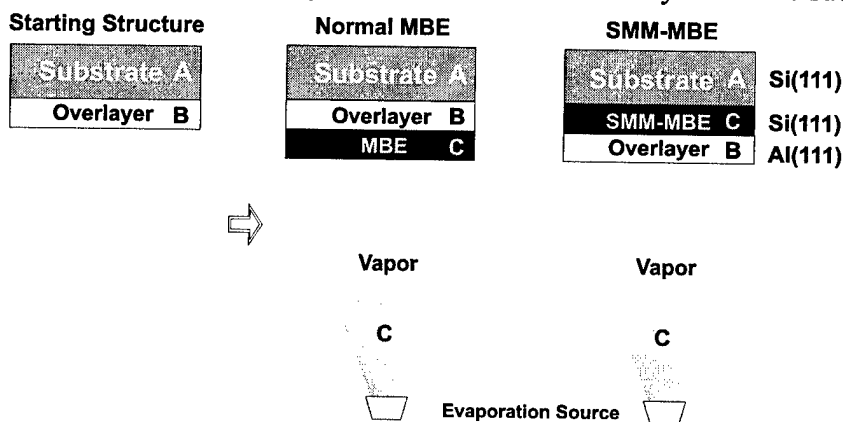 Starting Structure
Substrate A
Overlayer B
Normal MBE
Substrate A
Overlayer B
MBE C
SMM-MBE
Substrate A Si(111)
SMM-MBE C Si(111)
Overlayer B Al(111)
Vapor
C
Vapor
C
Evaporation Source